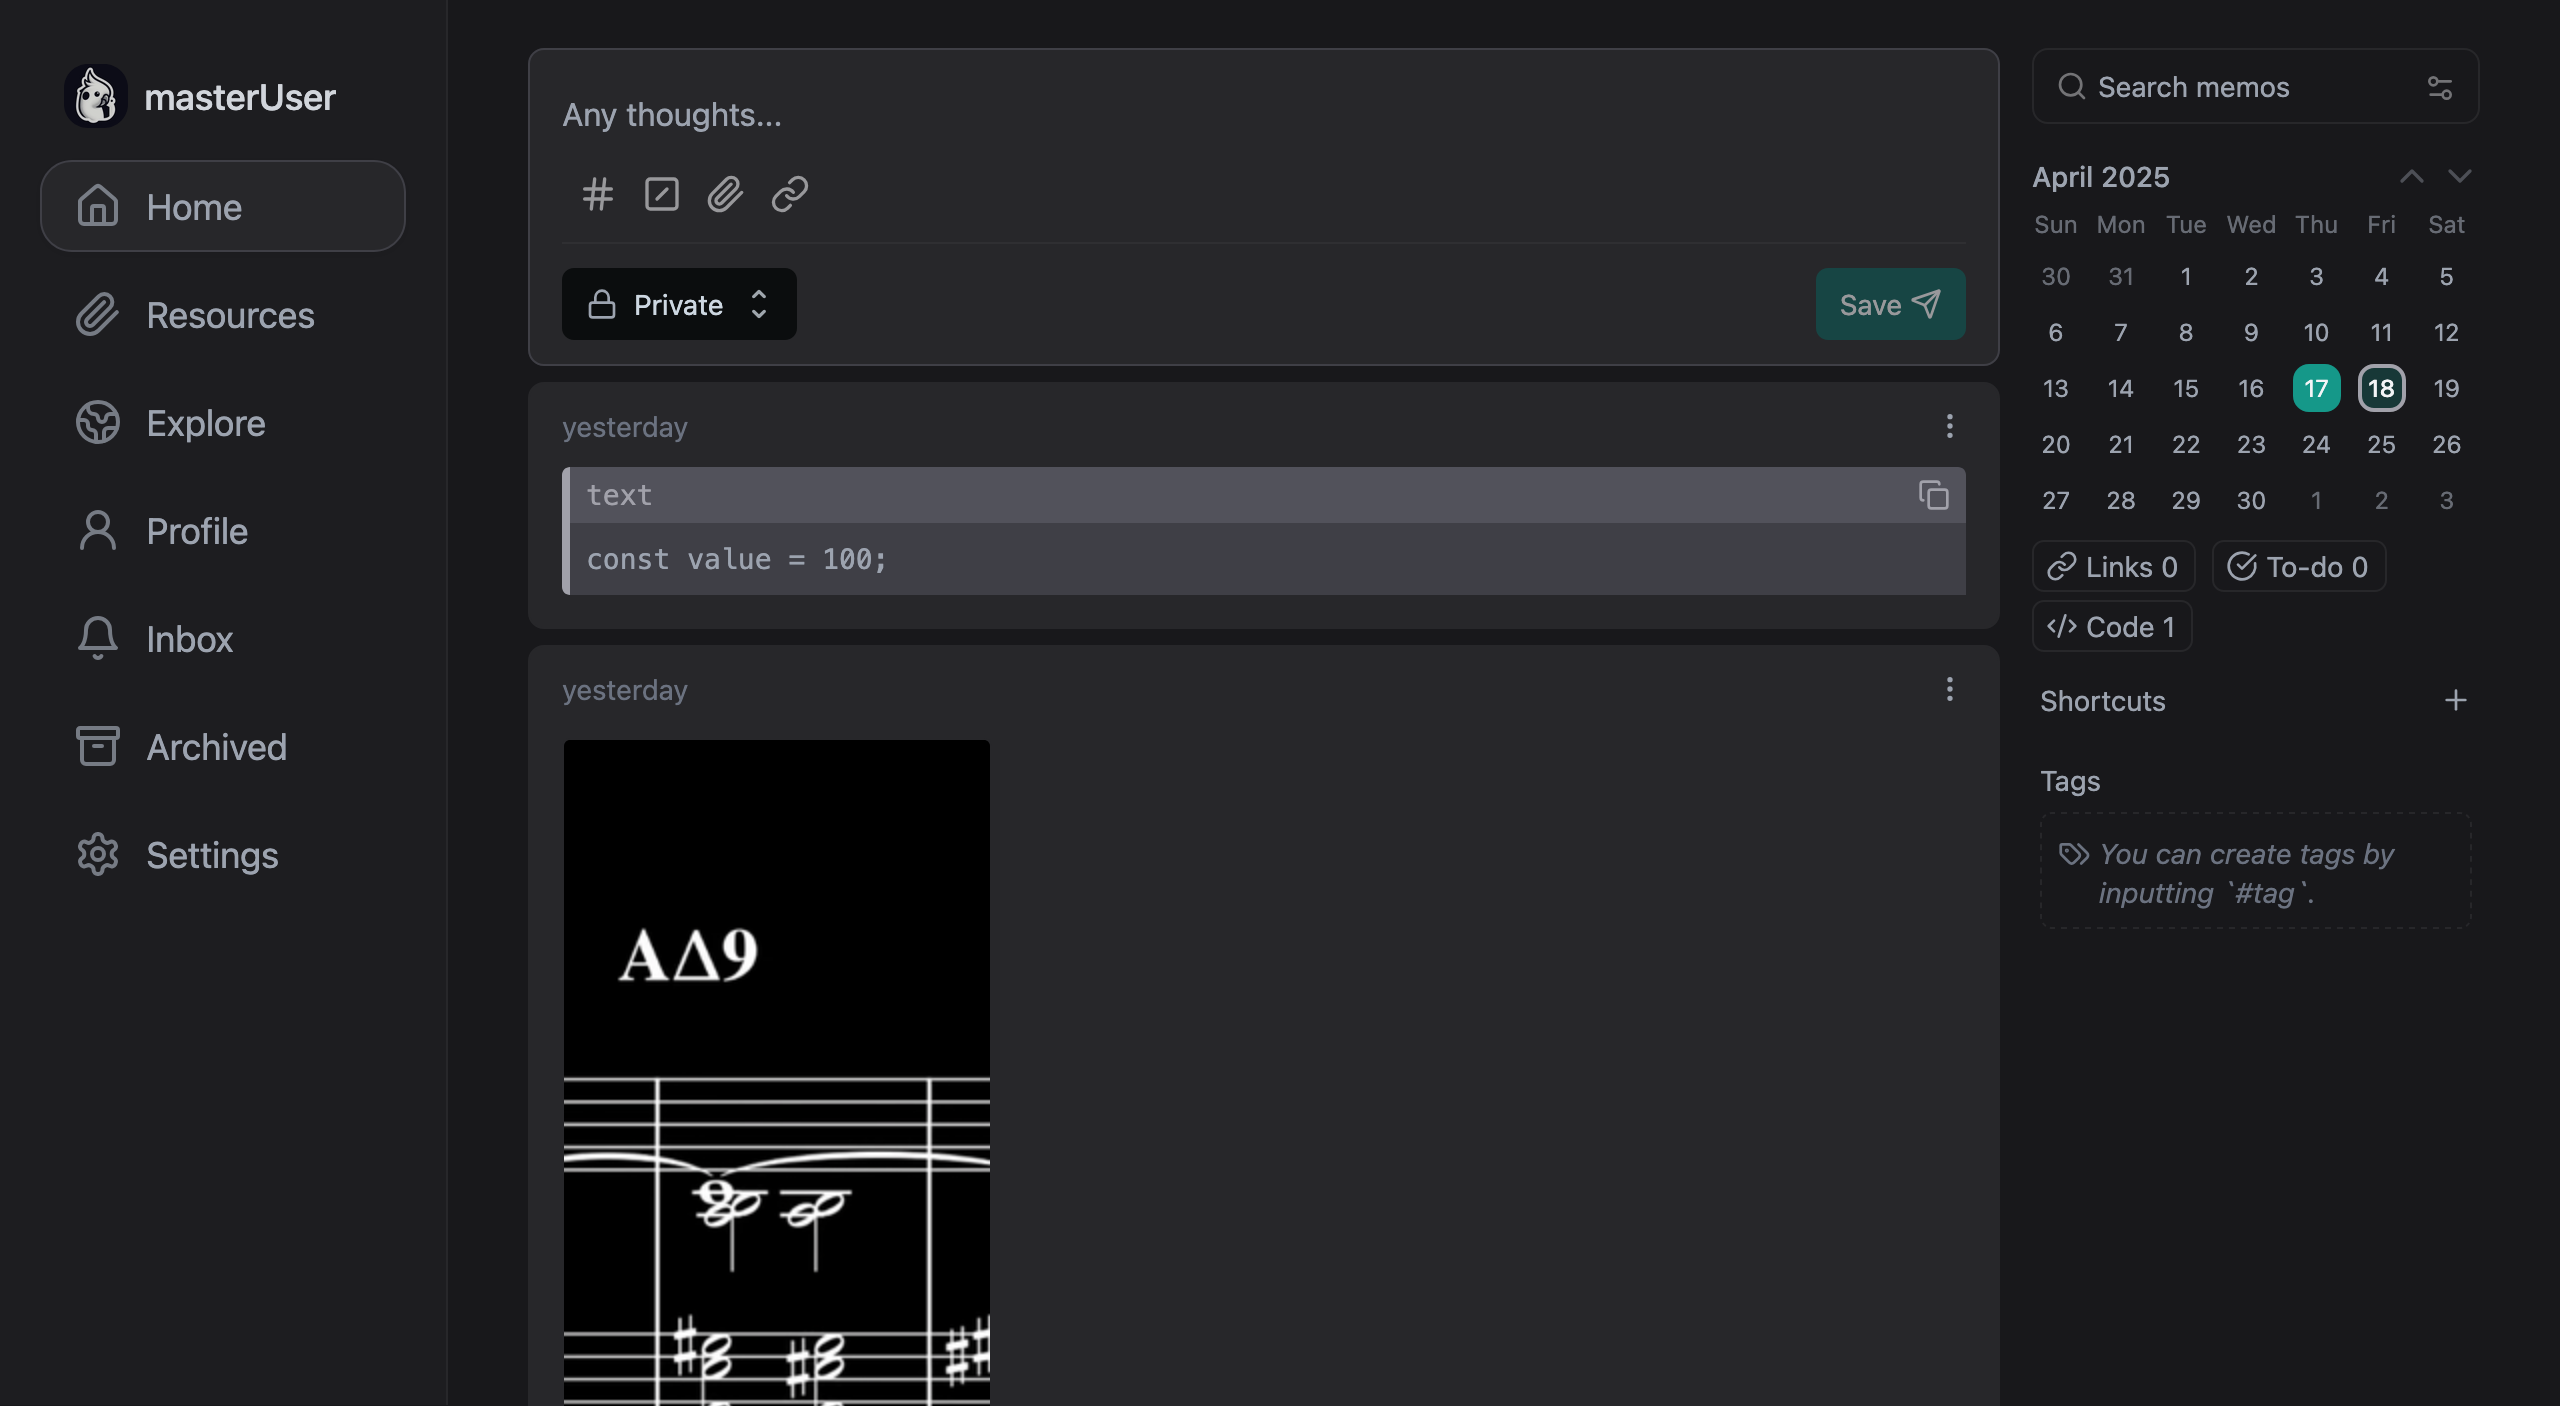 masterUser
Home
Resources
Explore
Profile
Inbox
Archived
Settings
Any thoughts...
Private
Save
yesterday
text
const value = 100;
yesterday
A∆9
Search memos
April 2025
Sun Mon Tue Wed Thu Fri Sat
30 31 1 2 3 4 5
6 7 8 9 10 11 12
13 14 15 16 17 18 19
20 21 22 23 24 25 26
27 28 29 30 1 2 3
Links 0 To-do 0
</> Code 1
Shortcuts +
Tags
You can create tags by
inputting `#tag`.